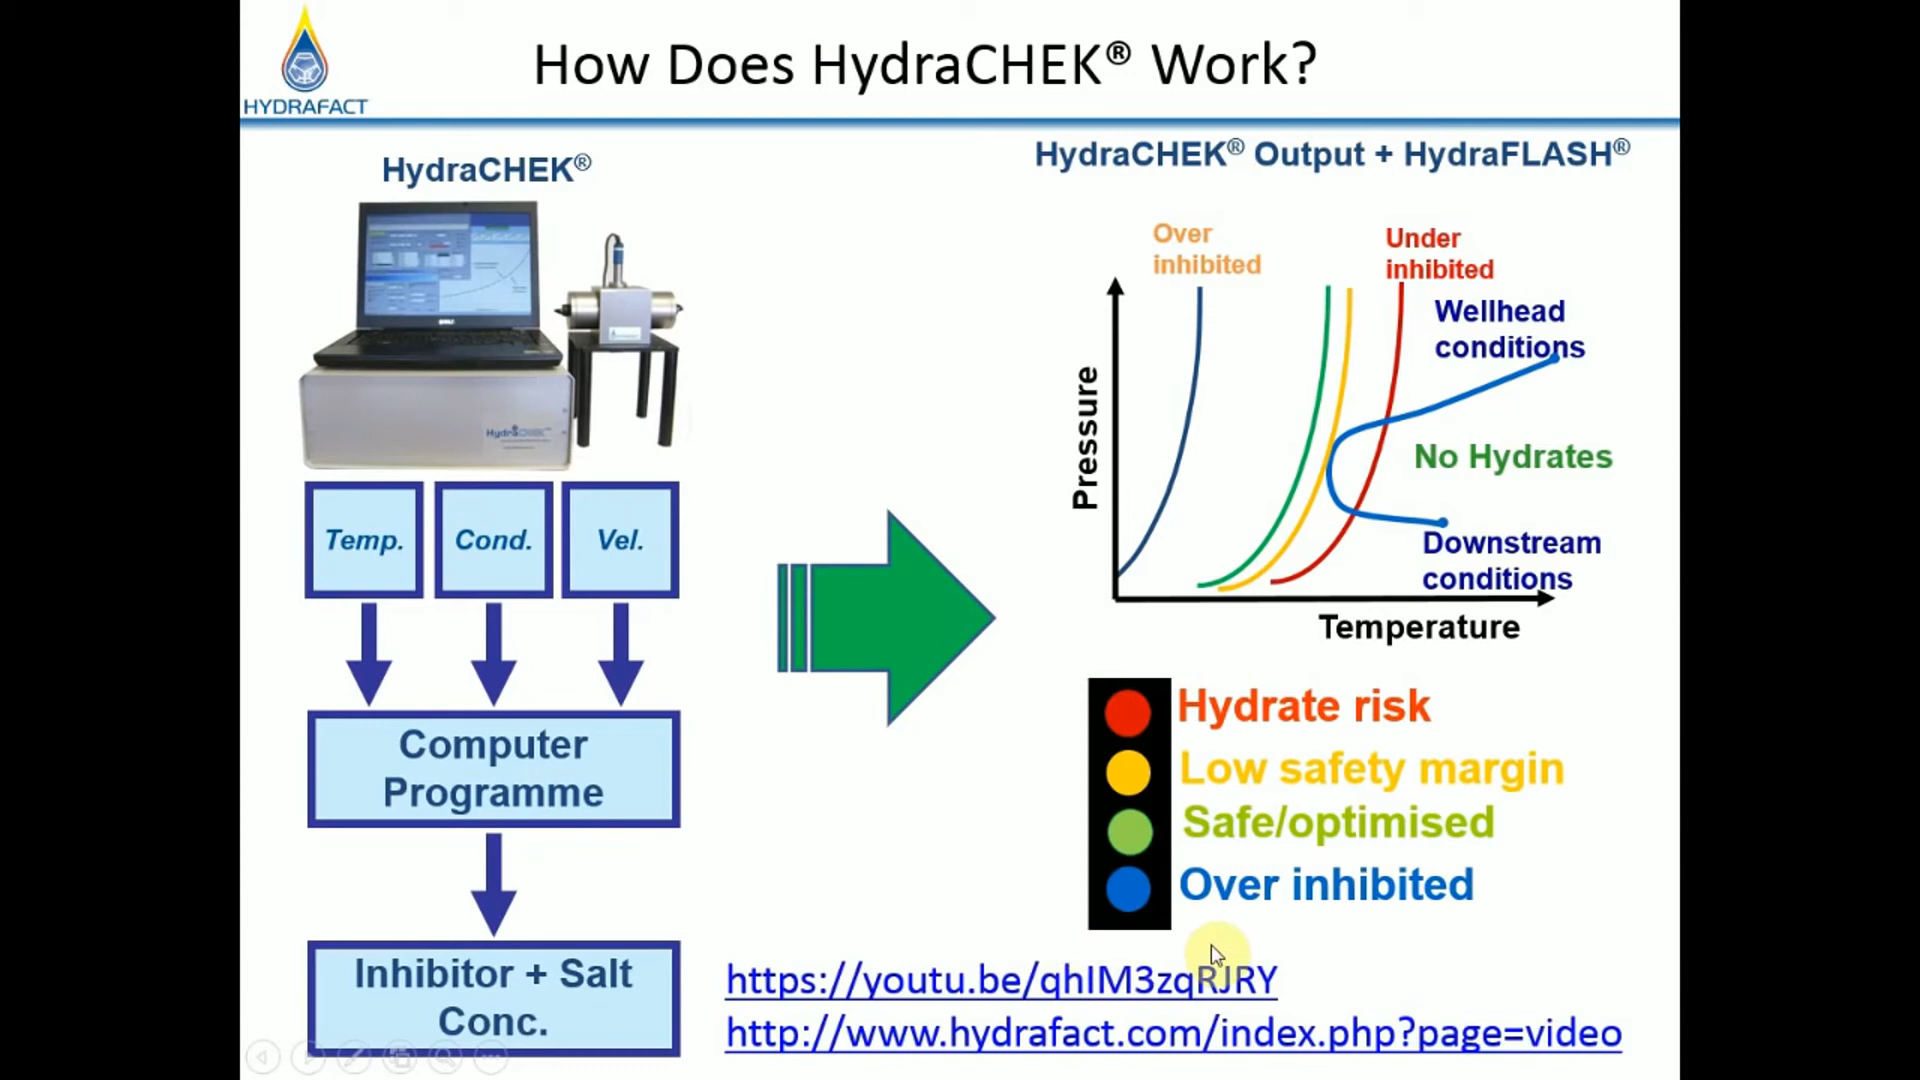 HYDRAFACT
How Does HydraCHEK® Work?
HydraCHEK®
HydraCHEK
Temp.
Cond.
Vel.
Computer
Programme
Inhibitor + Salt
Conc.
HydraCHEK® Output + HydraFLASH®
Over
inhibited
Under
inhibited
Wellhead
conditions
Pressure
No Hydrates
Downstream
conditions
Temperature
Hydrate risk
Low safety margin
Safe/optimised
Over inhibited
https://youtu.be/qhIM3zqRJRY
http://www.hydrafact.com/index.php?page=video